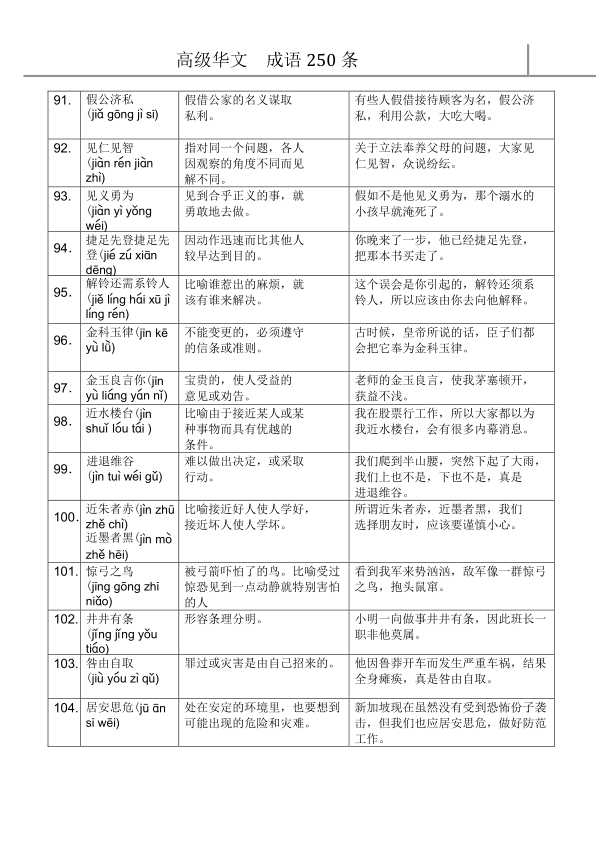 高级华文 成语 250 条
91. 假公济私 假借公家的名义谋取 有些人假借接待顾客为名，假公济
(jiǎ gōng jì sī) 私利。 私，利用公款，大吃大喝。
92. 见仁见智 指对同一个问题，各人 关于立法奉养父母的问题，大家见
(jiàn rén jiàn 因观察的角度不同而见 仁见智，众说纷纭。
zhì) 解不同。
93. 见义勇为 见到合乎正义的事，就 假如不是他见义勇为，那个溺水的
(jiàn yì yǒng 勇敢地去做。 小孩早就淹死了。
wéi)
94. 捷足先登捷足先 因动作迅速而比其他人 你晚来了一步，他已经捷足先登，
登(jié zú xiān 较早达到目的。 把那本书买走了。
dēng)
95. 解铃还需系铃人 比喻谁惹出的麻烦，就 这个误会是你引起的，解铃还须系
(jiě líng hái xū jì 该有谁来解决。 铃人，所以应该由你去向他解释。
líng rén)
96. 金科玉律(jīn kē 不能变更的，必须遵守 古时候，皇帝所说的话，臣子们都
yù lǜ) 的信条或准则。 会把它奉为金科玉律。
97. 金玉良言你(jīn 宝贵的，使人受益的 老师的金玉良言，使我茅塞顿开，
yù liáng yán nǐ) 意见或劝告。 获益不浅。
98. 近水楼台(jìn 比喻由于接近某人或某 我在股票行工作，所以大家都以为
shuǐ lóu tái ) 种事物而具有优越的 我近水楼台，会有很多内幕消息。
条件。
99. 进退维谷 难以做出决定，或采取 我们爬到半山腰，突然下起了大雨，
(jìn tuì wéi gǔ) 行动。 我们上也不是，下也不是，真是
进退维谷。
100. 近朱者赤(jìn zhū 比喻接近好人使人学好， 所谓近朱者赤，近墨者黑，我们
zhě chì) 接近坏人使人学坏。 选择朋友时，应该要谨慎小心。
近墨者黑(jìn mò
zhě hēi)
101. 惊弓之鸟 被弓箭吓怕了的鸟。比喻受过 看到我军来势汹汹，敌军像一群惊弓
(jīng gōng zhī 惊恐见到一点动静就特别害怕 之鸟，抱头鼠窜。
niǎo) 的人
102. 井井有条 形容条理分明。 小明一向做事井井有条，因此班长一
(jǐng jǐng yǒu 职非他莫属。
tiáo)
103. 咎由自取 罪过或灾害是由自己招来的。 他因鲁莽开车而发生严重车祸，结果
(jiù yóu zì qǔ) 全身瘫痪，真是咎由自取。
104. 居安思危(jū ān 处在安定的环境里，也要想到 新加坡现在虽然没有受到恐怖份子袭
sī wēi) 可能出现的危险和灾难。 击，但我们也应居安思危，做好防范
工作。